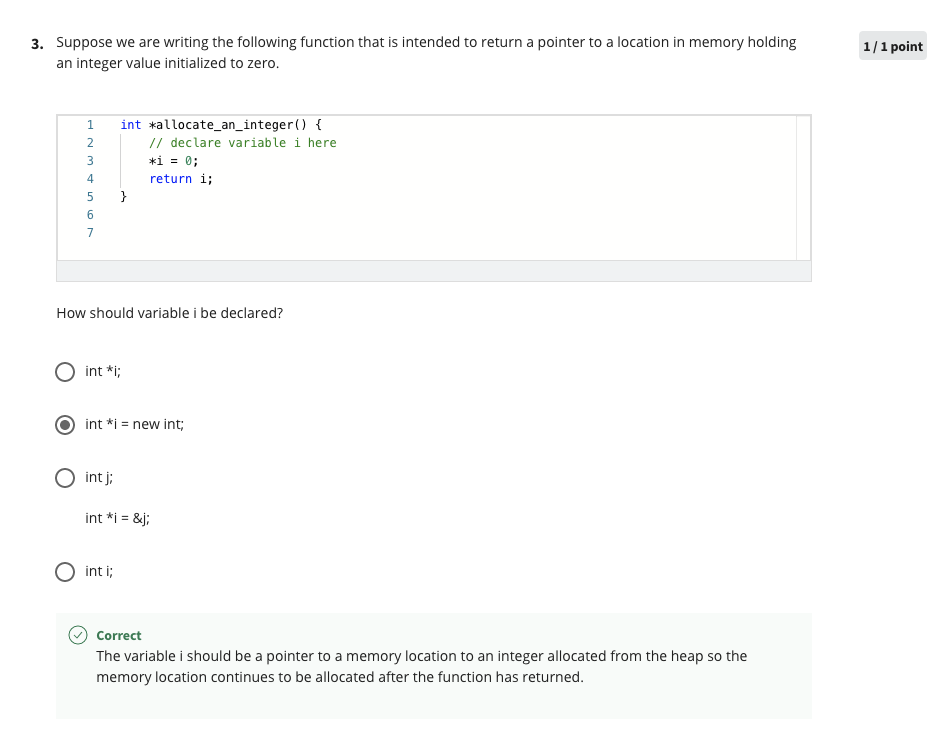 3. Suppose we are writing the following function that is intended to return a pointer to a location in memory holding
an integer value initialized to zero.
1 / 1 point
1 int *allocate_an_integer() {
2     // declare variable i here
3     *i = 0;
4     return i;
5 }
6
7
How should variable i be declared?
int *i;
int *i = new int;
int j;
int *i = &j;
int i;
Correct
The variable i should be a pointer to a memory location to an integer allocated from the heap so the
memory location continues to be allocated after the function has returned.